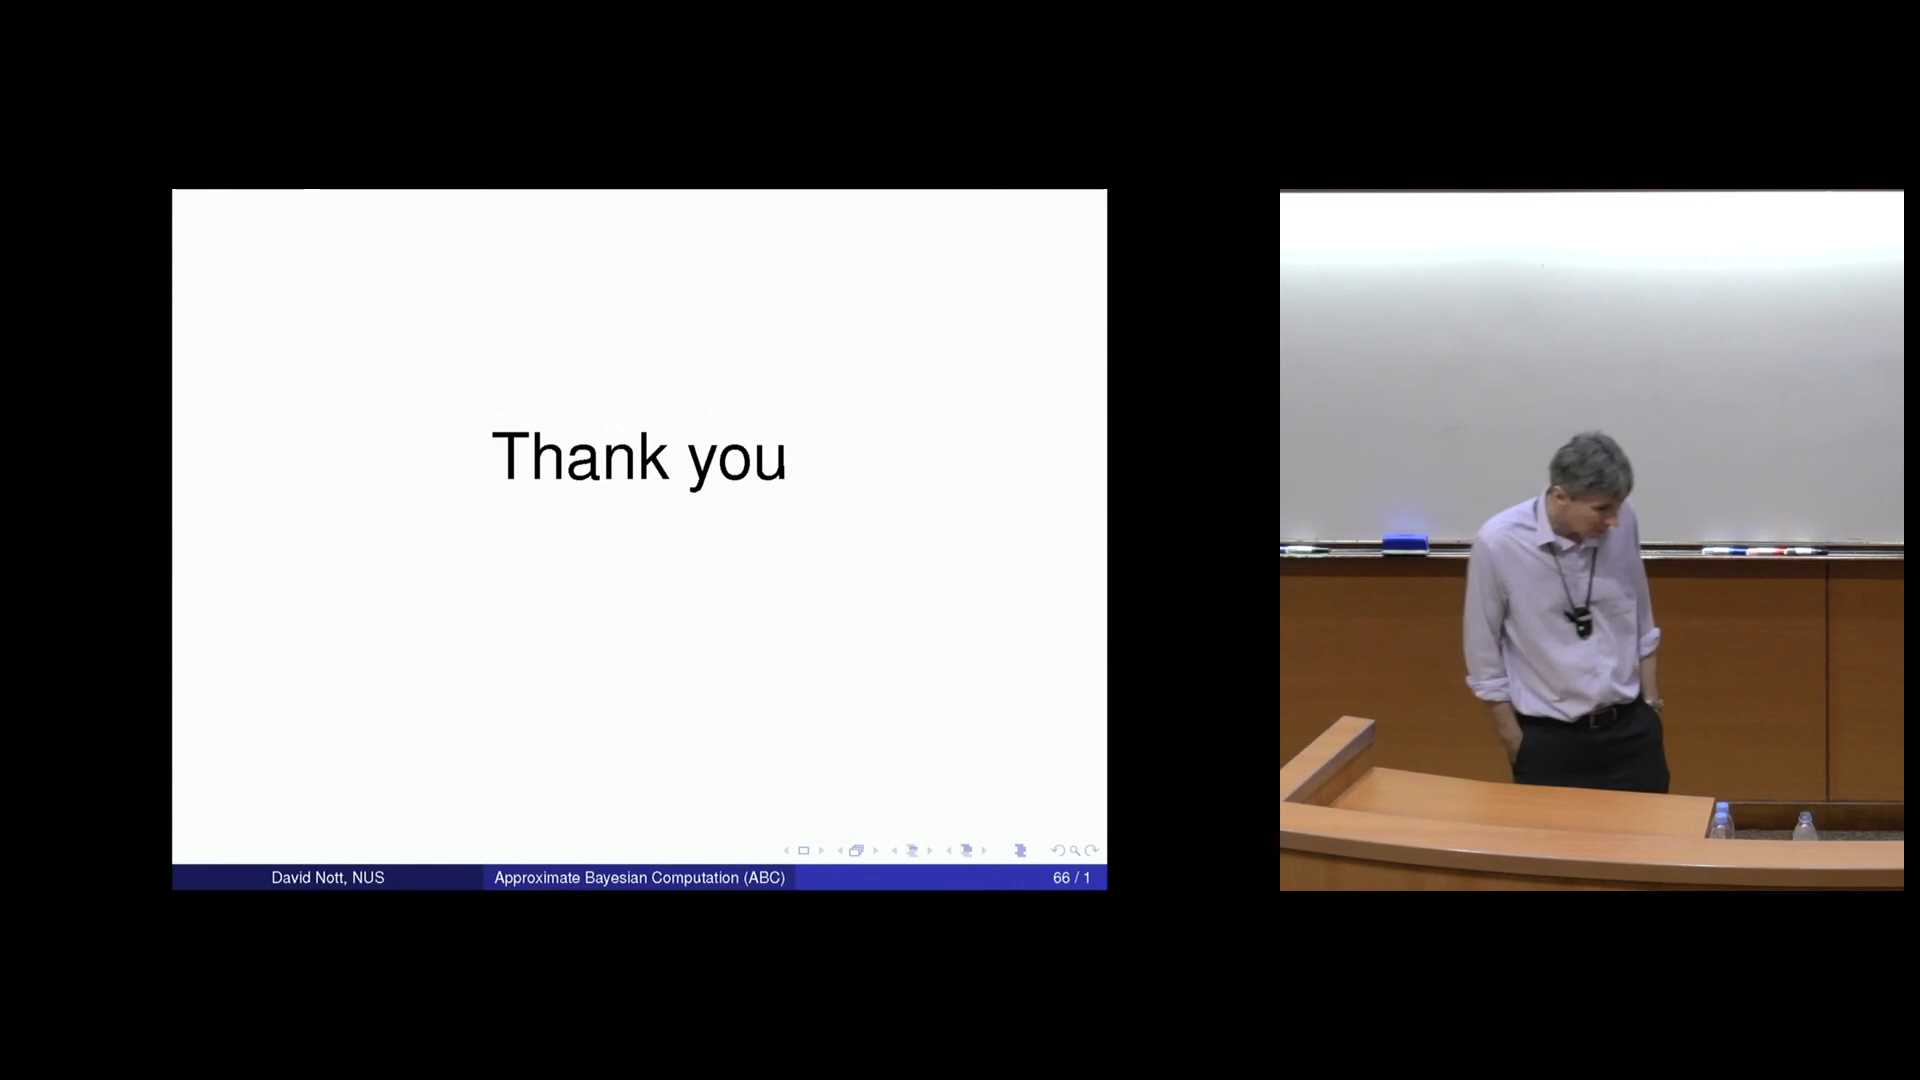 Thank you
David Nott, NUS
Approximate Bayesian Computation (ABC)
66 / 1